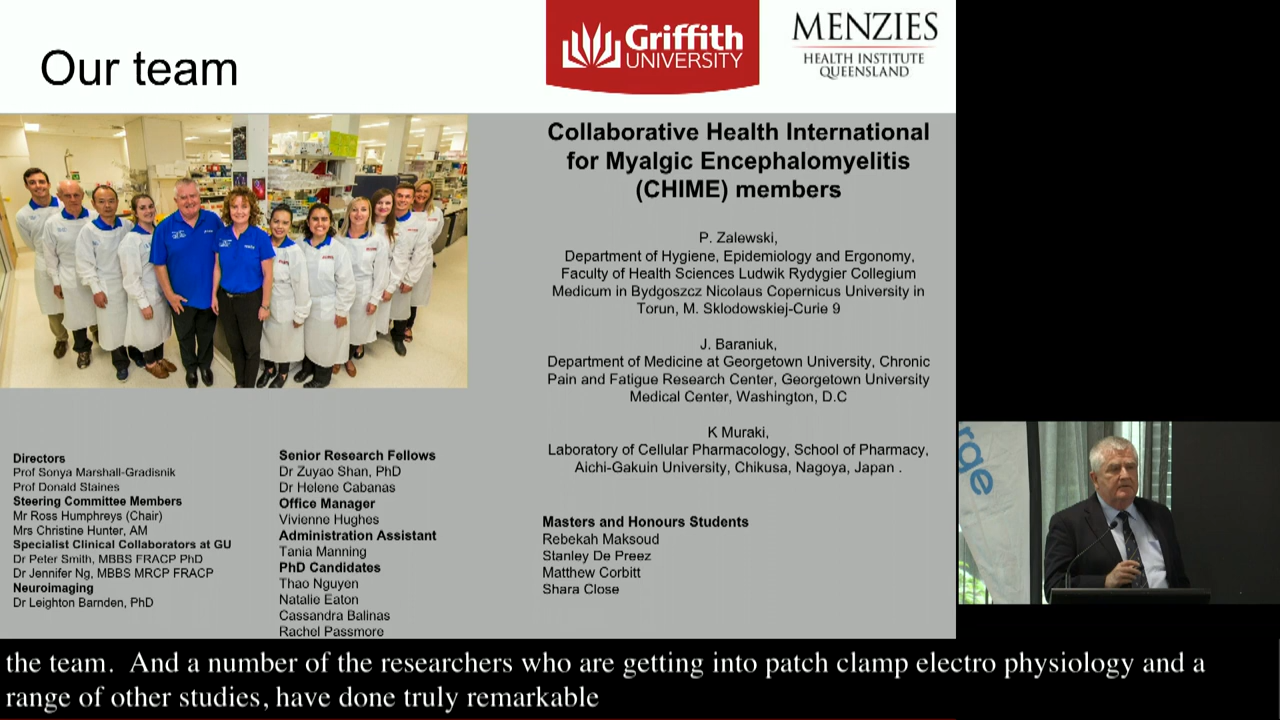 Our team
Griffith
UNIVERSITY
MENZIES
HEALTH INSTITUTE
QUEENSLAND
Collaborative Health International
for Myalgic Encephalomyelitis
(CHIME) members
P. Zalewski,
Department of Hygiene, Epidemiology and Ergonomy,
Faculty of Health Sciences Ludwik Rydygier Collegium
Medicum in Bydgoszcz Nicolaus Copernicus University in
Torun, M. Sklodowskiej-Curie 9
J. Baraniuk,
Department of Medicine at Georgetown University, Chronic
Pain and Fatigue Research Center, Georgetown University
Medical Center, Washington, D.C
K Muraki,
Laboratory of Cellular Pharmacology, School of Pharmacy,
Aichi-Gakuin University, Chikusa, Nagoya, Japan .
Directors
Prof Sonya Marshall-Gradisnik
Prof Donald Staines
Steering Committee Members
Mr Ross Humphreys (Chair)
Mrs Christine Hunter, AM
Specialist Clinical Collaborators at GU
Dr Peter Smith, MBBS FRACP PhD
Dr Jennifer Ng, MBBS MRCP FRACP
Neuroimaging
Dr Leighton Barnden, PhD
Senior Research Fellows
Dr Zuyao Shan, PhD
Dr Helene Cabanas
Office Manager
Vivienne Hughes
Administration Assistant
Tania Manning
PhD Candidates
Thao Nguyen
Natalie Eaton
Cassandra Balinas
Rachel Passmore
Masters and Honours Students
Rebekah Maksoud
Stanley De Preez
Matthew Corbitt
Shara Close
rge
the team.  And a number of the researchers who are getting into patch clamp electro physiology and a
range of other studies, have done truly remarkable